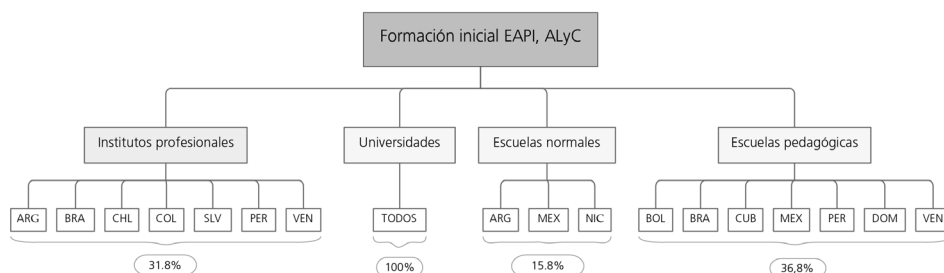 Formación inicial EAPI, ALyC
Institutos profesionales
Universidades
Escuelas normales
Escuelas pedagógicas
ARG BRA CHL COL SLV PER VEN
TODOS
ARG MEX NIC
BOL BRA CUB MEX PER DOM VEN
31.8%
100%
15.8%
36,8%